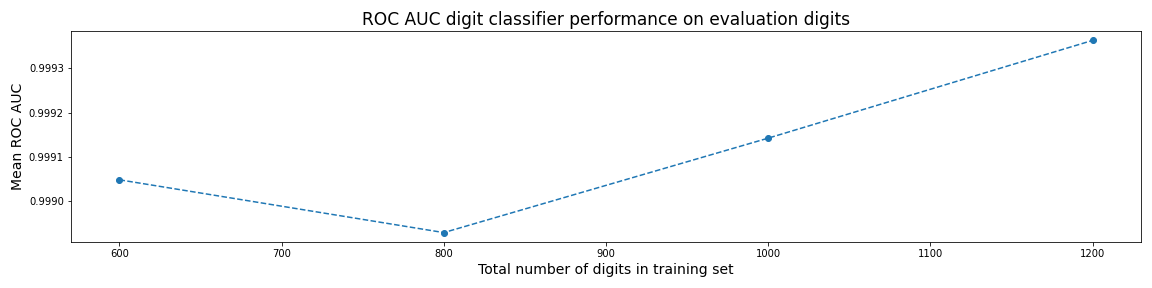 ROC AUC digit classifier performance on evaluation digits
Mean ROC AUC
0.9993
0.9992
0.9991
0.9990
600 700 800 900 1000 1100 1200
Total number of digits in training set